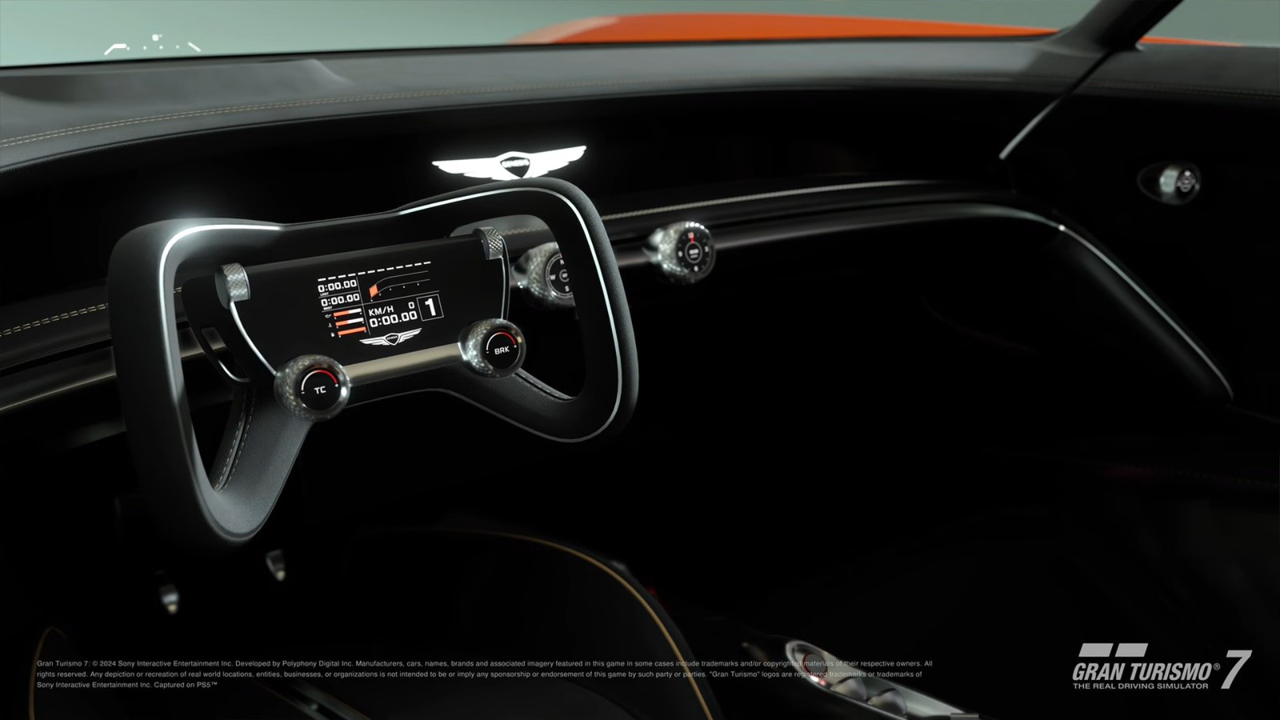 0:00.00
0:00.00
KM/H 0
0:00.00
1
TC
BRK
Gran Turismo 7: © 2024 Sony Interactive Entertainment Inc. Developed by Polyphony Digital Inc. Manufacturers, cars, names, brands and associated imagery featured in this game in some cases include trademarks and/or copyrighted materials of their respective owners. All
rights reserved. Any depiction or recreation of real world locations, entities, businesses, or organizations is not intended to be or imply any sponsorship or endorsement of this game by such party or parties. "Gran Turismo" logos are registered trademarks or trademarks of
Sony Interactive Entertainment Inc. Captured on PS5™
GRAN TURISMO® 7
THE REAL DRIVING SIMULATOR